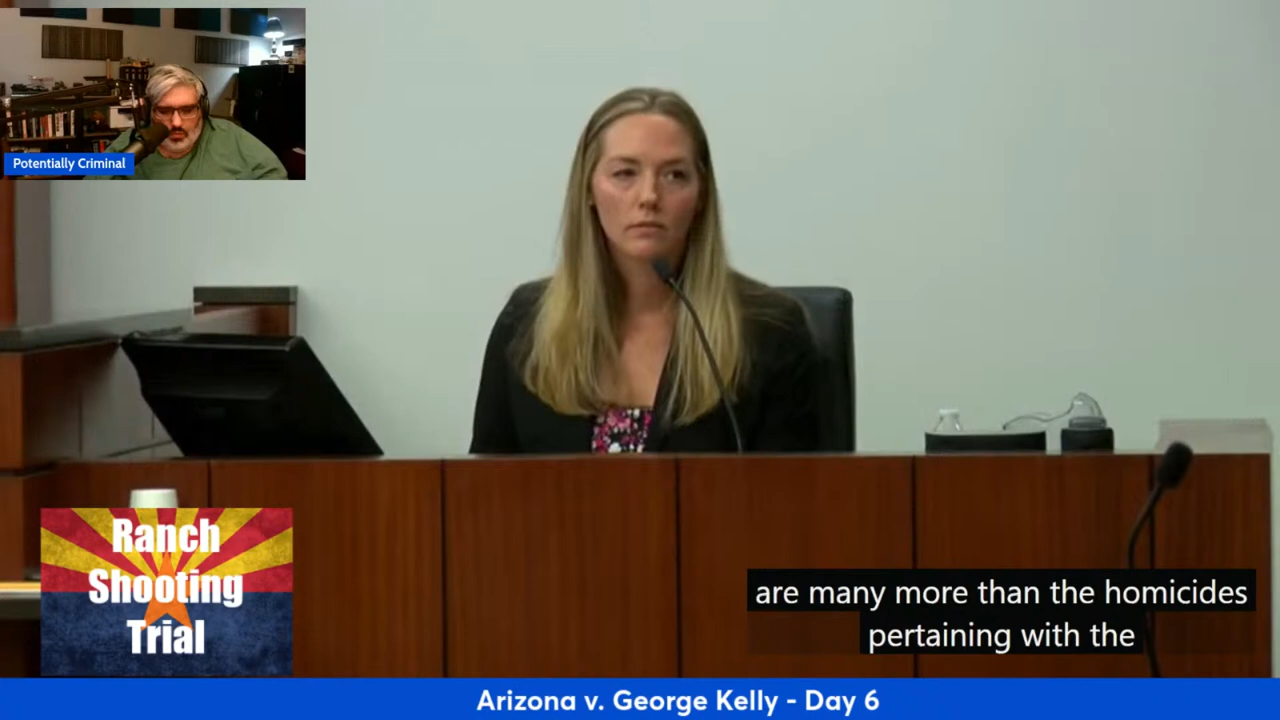 Potentially Criminal
Ranch
Shooting
Trial
are many more than the homicides
pertaining with the
Arizona v. George Kelly - Day 6